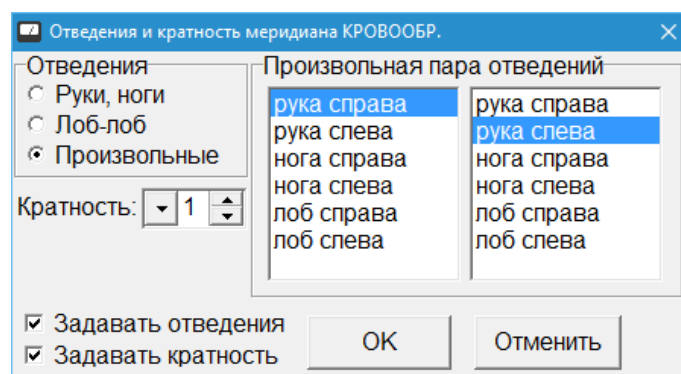 Отведения и кратность меридиана КРОВООБР.
Отведения
Руки, ноги
Лоб-лоб
Произвольные
Кратность: 1
Произвольная пара отведений
рука справа
рука слева
нога справа
нога слева
лоб справа
лоб слева
рука справа
рука слева
нога справа
нога слева
лоб справа
лоб слева
Задавать отведения
Задавать кратность
OK
Отменить